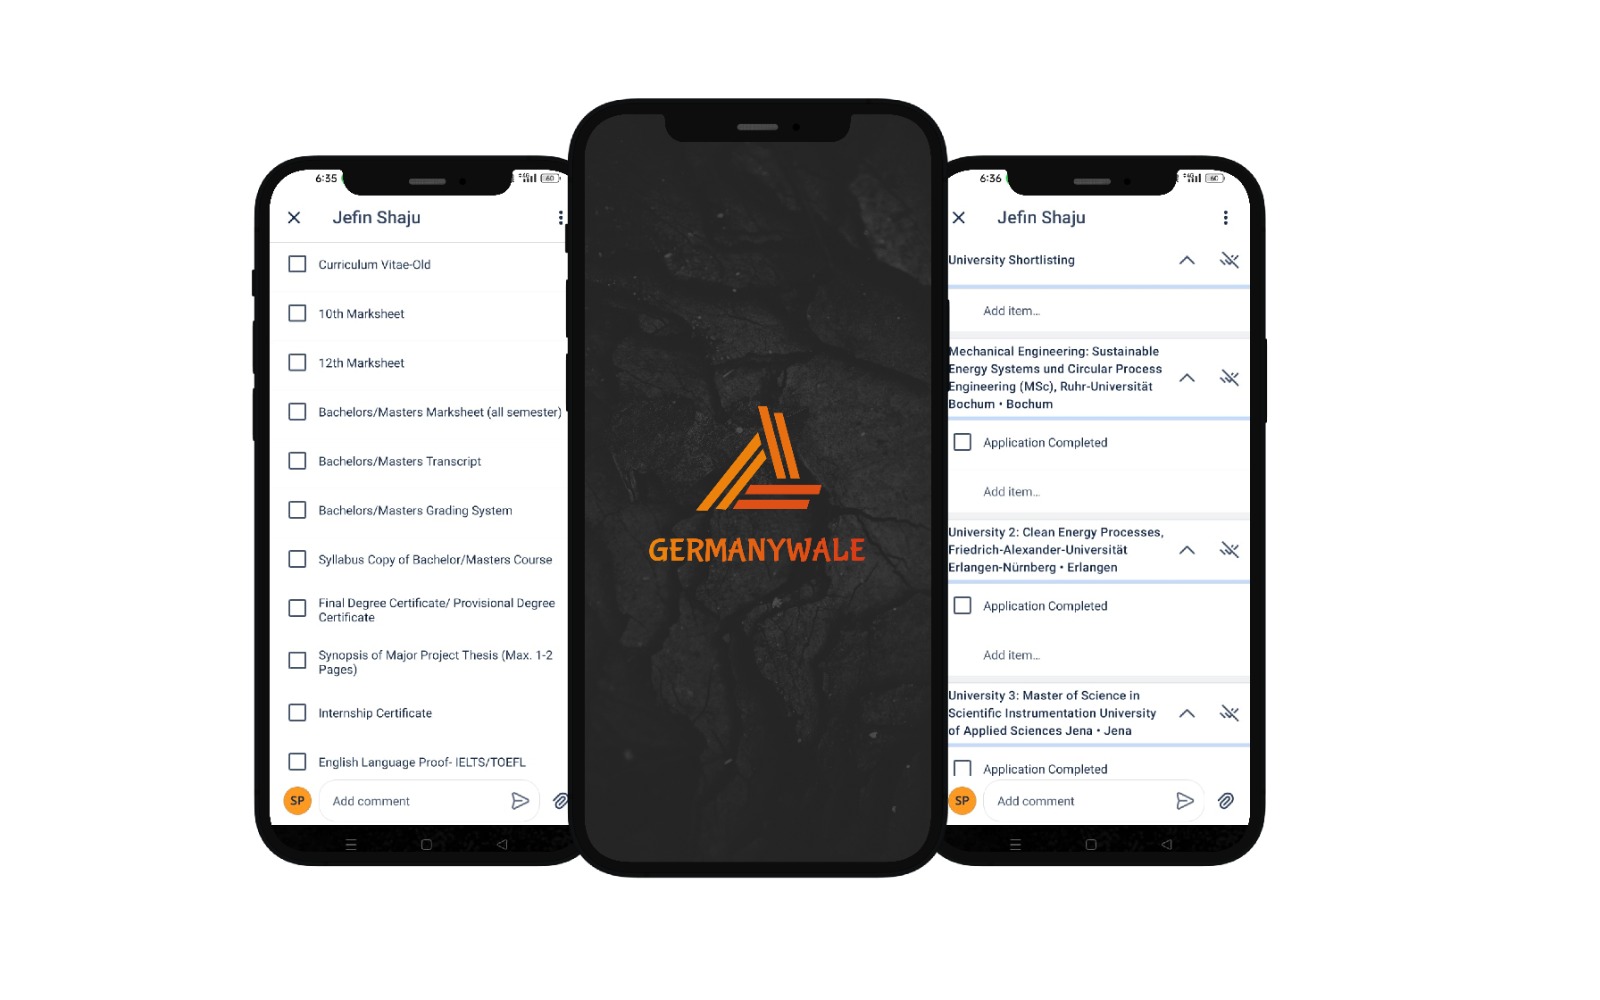 6:35
60
Jefin Shaju
Curriculum Vitae-Old
10th Marksheet
12th Marksheet
Bachelors/Masters Marksheet (all semester)
Bachelors/Masters Transcript
Bachelors/Masters Grading System
Syllabus Copy of Bachelor/Masters Course
Final Degree Certificate/ Provisional Degree
Certificate
Synopsis of Major Project Thesis (Max. 1-2
Pages)
Internship Certificate
English Language Proof- IELTS/TOEFL
SP
Add comment
GERMANYWALE
6:36
60
Jefin Shaju
University Shortlisting
Add item...
Mechanical Engineering: Sustainable
Energy Systems und Circular Process
Engineering (MSc), Ruhr-Universität
Bochum • Bochum
Application Completed
Add item...
University 2: Clean Energy Processes,
Friedrich-Alexander-Universität
Erlangen-Nürnberg • Erlangen
Application Completed
Add item...
University 3: Master of Science in
Scientific Instrumentation University
of Applied Sciences Jena • Jena
Application Completed
SP
Add comment